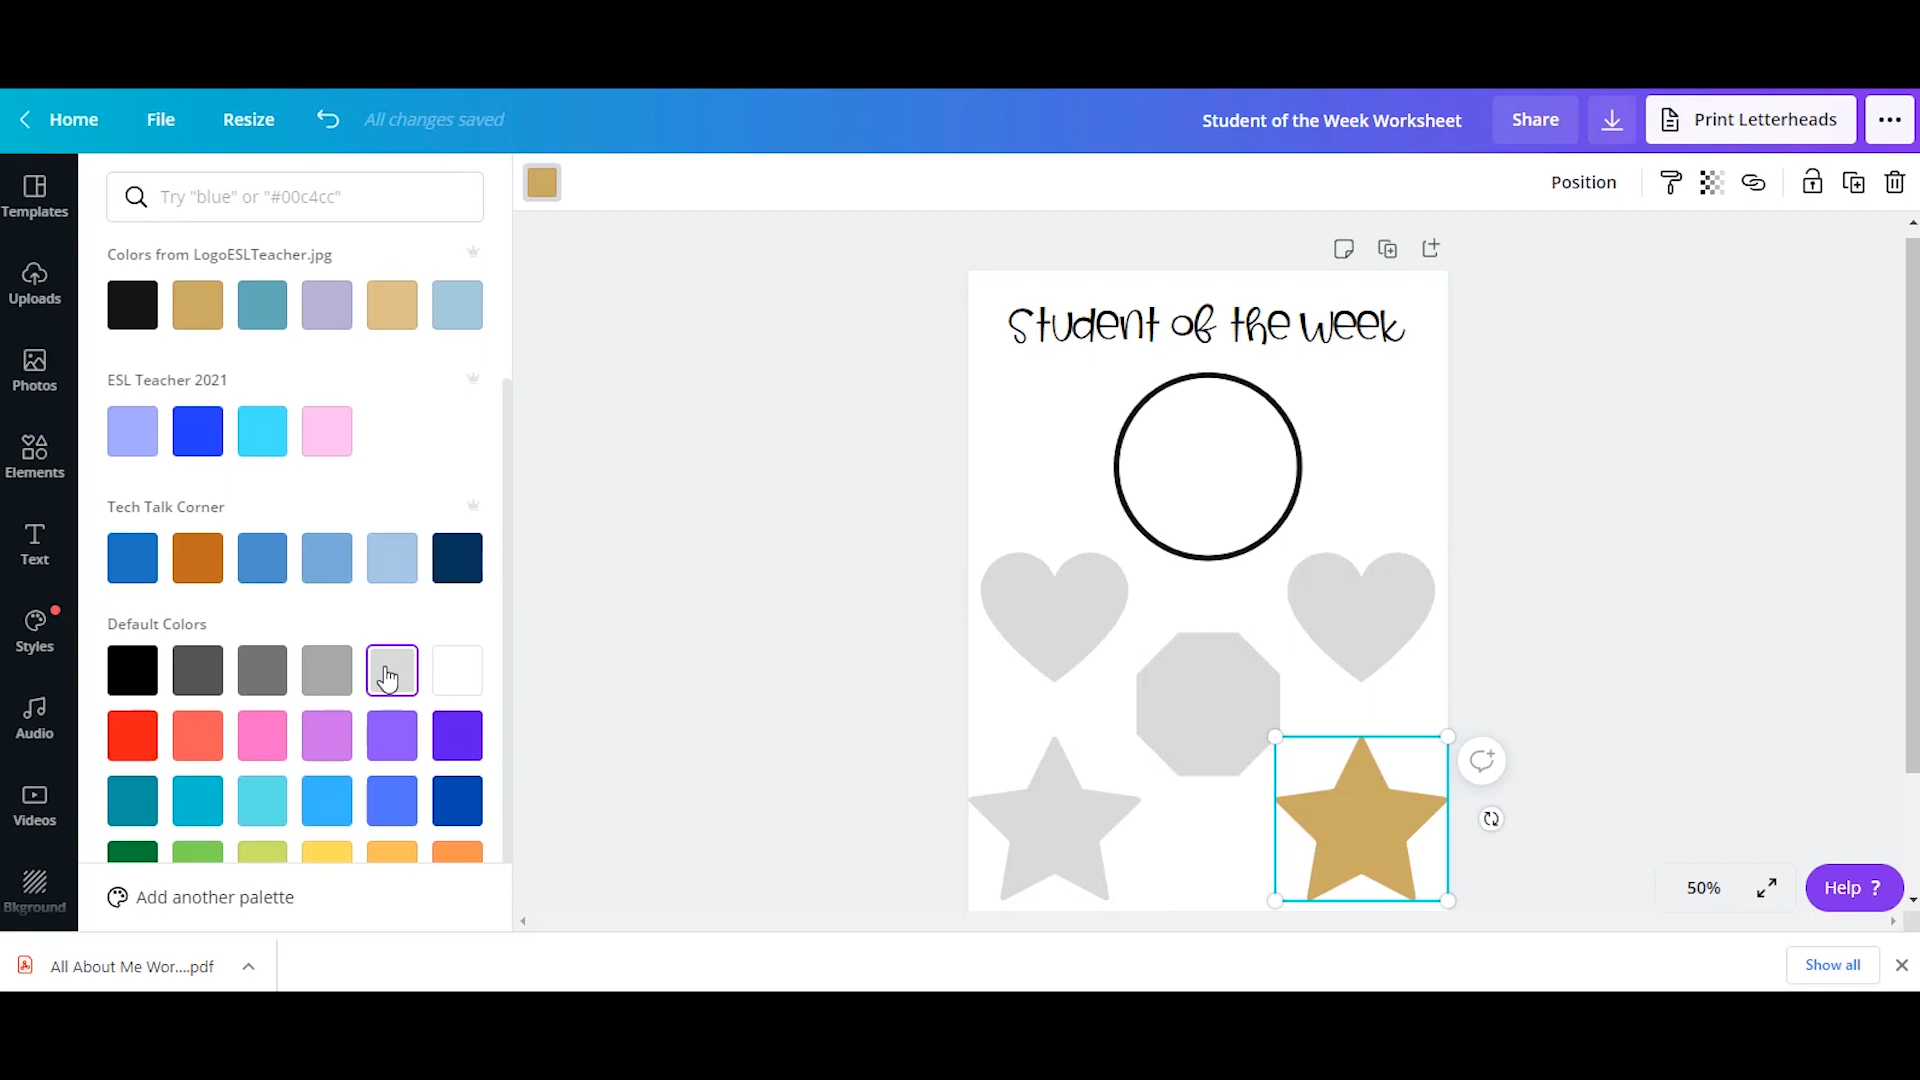 Home File Resize All changes saved Student of the Week Worksheet Share Print Letterheads
Templates
Uploads
Photos
Elements
Text
Styles
Audio
Videos
Bkground
Try "blue" or "#00c4cc"
Colors from LogoESLTeacher.jpg
ESL Teacher 2021
Tech Talk Corner
Default Colors
Add another palette
Position
Student of the Week
50%
Help ?
All About Me Wor....pdf
Show all